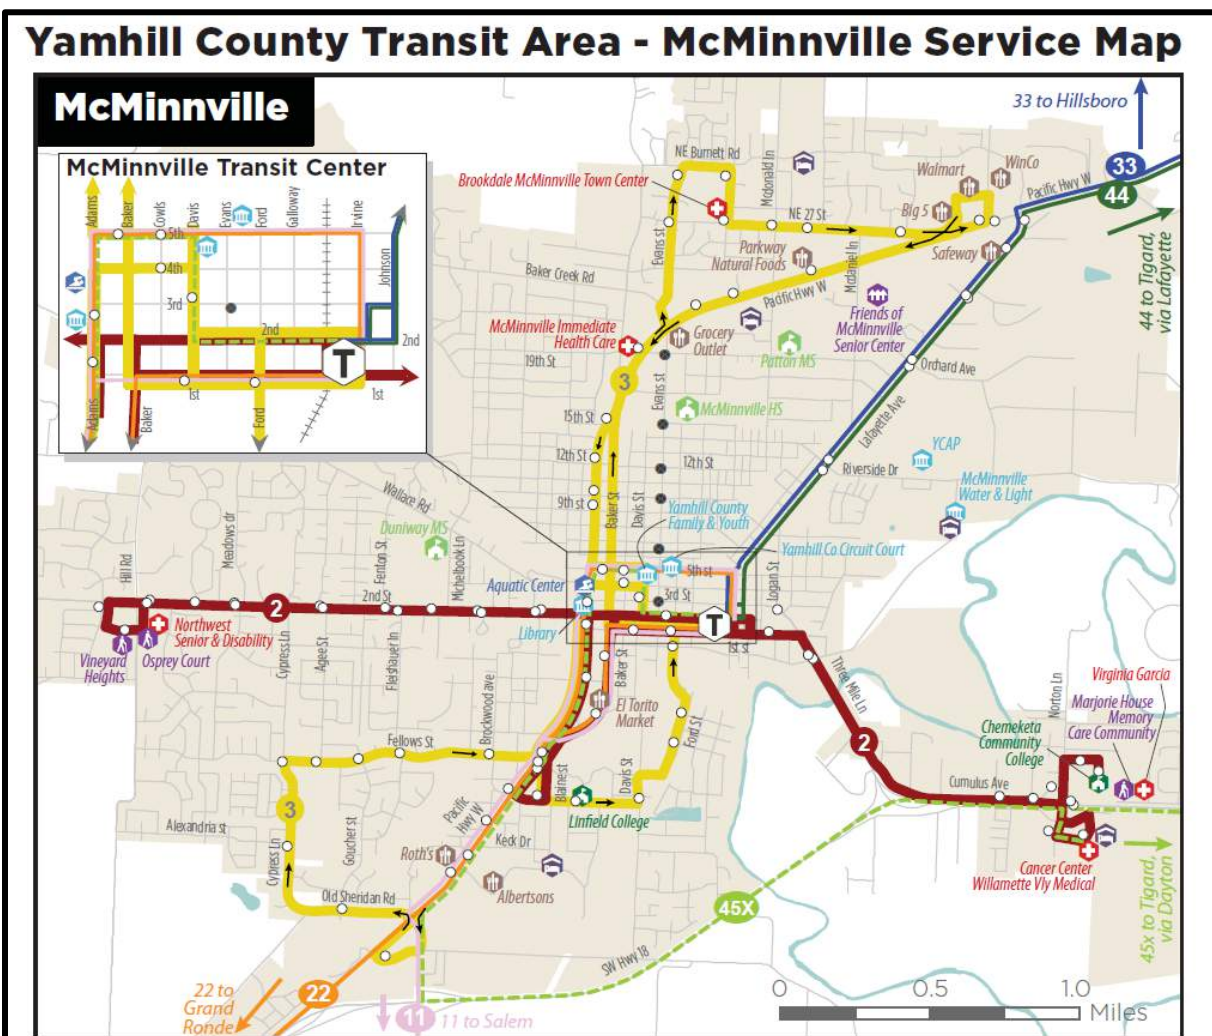 Yamhill County Transit Area - McMinnville Service Map
McMinnville
McMinnville Transit Center
Adams
Baker
Cowls
Davis
Evans
Ford
Galloway
Irvine
5th
4th
3rd
2nd
2nd
Johnson
T
1st
1st
Adams
Baker
Ford
33 to Hillsboro
33
44
44 to Tigard,
via Lafayette
NE Burnett Rd
Mcdonald ln
Walmart
WinCo
Pacific Hwy W
Brookdale McMinnville Town Center
Big 5
NE 27 St
Evans st
Parkway
Natural Foods
Mcdaniel ln
Safeway
Baker Creek Rd
Pacific Hwy W
Friends of
McMinnville
Senior Center
McMinnville Immediate
Health Care
Grocery
Outlet
Patton MS
19th St
3
Evans st
Orchard Ave
McMinnville HS
15th St
Lafayette Ave
12th St
12th St
YCAP
Riverside Dr
McMinnville
Water & Light
Wallace Rd
9th st
Baker St
Davis St
Yamhill County
Family & Youth
Duniway MS
Yamhill Co Circuit Court
Hill Rd
Meadows dr
Fenton St
Michelbook Ln
Aquatic Center
5th st
Logan St
2nd St
3rd St
2
Northwest
Senior & Disability
Library
T
1st st
Vineyard
Heights
Osprey Court
Cypress Ln
Agee St
Fleishauer ln
Brockwood ave
Baker St
El Torito
Market
Three Mile Ln
2
Norton Ln
Virginia Garcia
Marjorie House
Memory
Care Community
Chemeketa
Community
College
Fellows St
Ford St
Davis St
Blaine st
Linfield College
Cumulus Ave
3
Alexandria st
Goucher st
Pacific
Hwy W
Keck Dr
Cypress Ln
Roth's
Albertsons
Old Sheridan Rd
Cancer Center
Willamette Vly Medical
45x to Tigard,
via Dayton
45X
SW Hwy 18
22 to
Grand
Ronde
22
11
11 to Salem
0
0.5
1.0
Miles